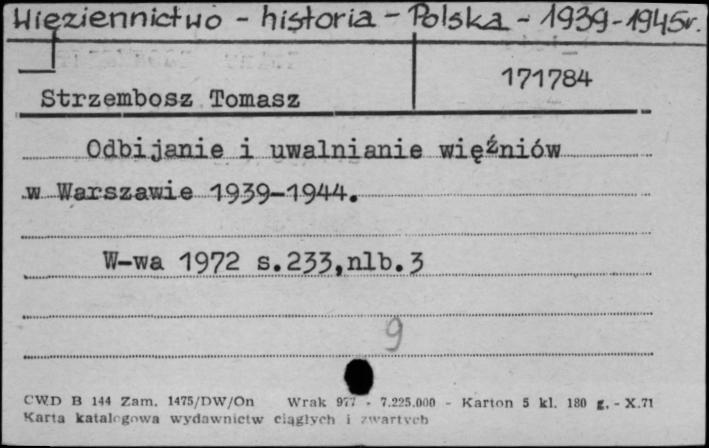 Więziennictwo - historia - Polska - 1939-1945r.
171784
Strzembosz Tomasz
Odbijanie i uwalnianie więźniów
w Warszawie 1939-1944.
W-wa 1972 s.233,nlb.3
9
CWD B 144 Zam. 1475/DW/On Wrak 977 - 7.225.000 - Karton 5 kl. 180 g. - X.71
Karta katalogowa wydawnictw ciągłych i zwartych